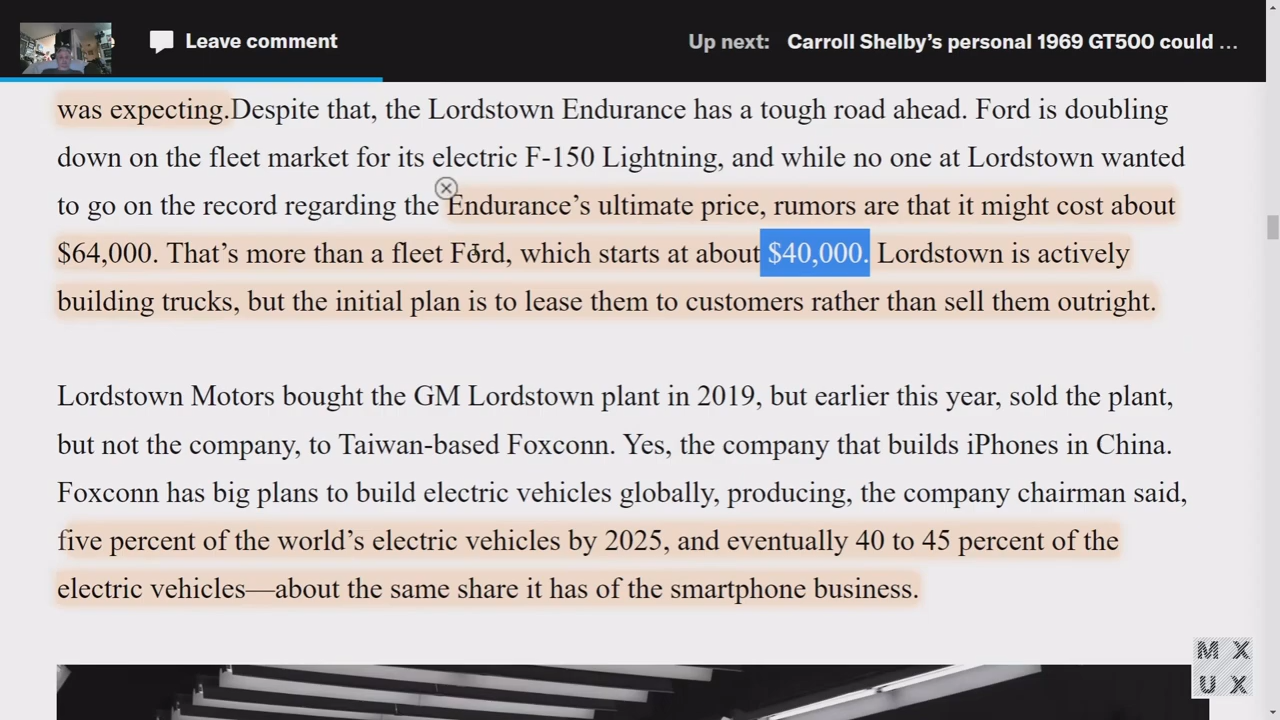 Leave comment
Up next: Carroll Shelby's personal 1969 GT500 could ...
was expecting.Despite that, the Lordstown Endurance has a tough road ahead. Ford is doubling
down on the fleet market for its electric F-150 Lightning, and while no one at Lordstown wanted
to go on the record regarding the Endurance’s ultimate price, rumors are that it might cost about
$64,000. That’s more than a fleet Ford, which starts at about $40,000. Lordstown is actively
building trucks, but the initial plan is to lease them to customers rather than sell them outright.
Lordstown Motors bought the GM Lordstown plant in 2019, but earlier this year, sold the plant,
but not the company, to Taiwan-based Foxconn. Yes, the company that builds iPhones in China.
Foxconn has big plans to build electric vehicles globally, producing, the company chairman said,
five percent of the world’s electric vehicles by 2025, and eventually 40 to 45 percent of the
electric vehicles—about the same share it has of the smartphone business.
M X
U X